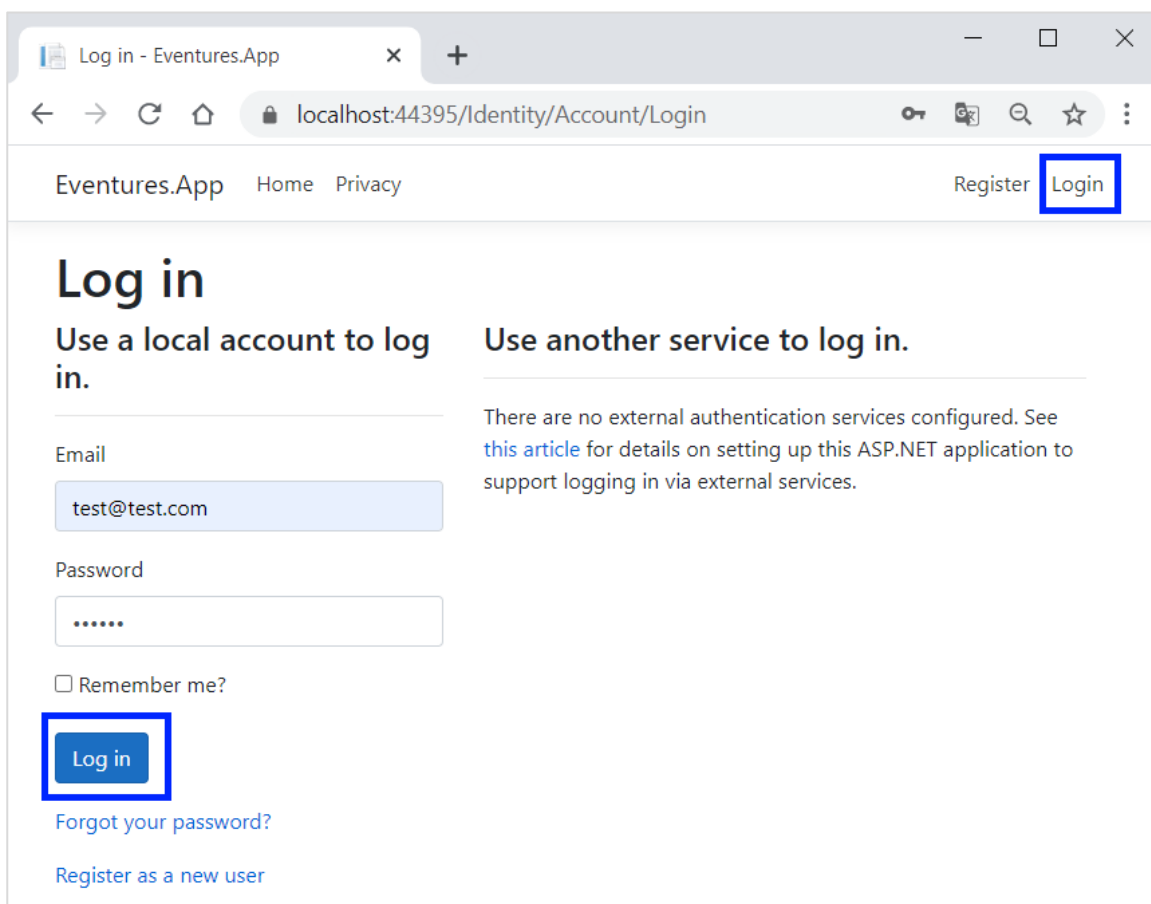 Log in - Eventures.App
localhost:44395/Identity/Account/Login
Eventures.App Home Privacy Register Login
Log in
Use a local account to log
in.
Email
test@test.com
Password
••••••
Remember me?
Log in
Forgot your password?
Register as a new user
Use another service to log in.
There are no external authentication services configured. See
this article for details on setting up this ASP.NET application to
support logging in via external services.